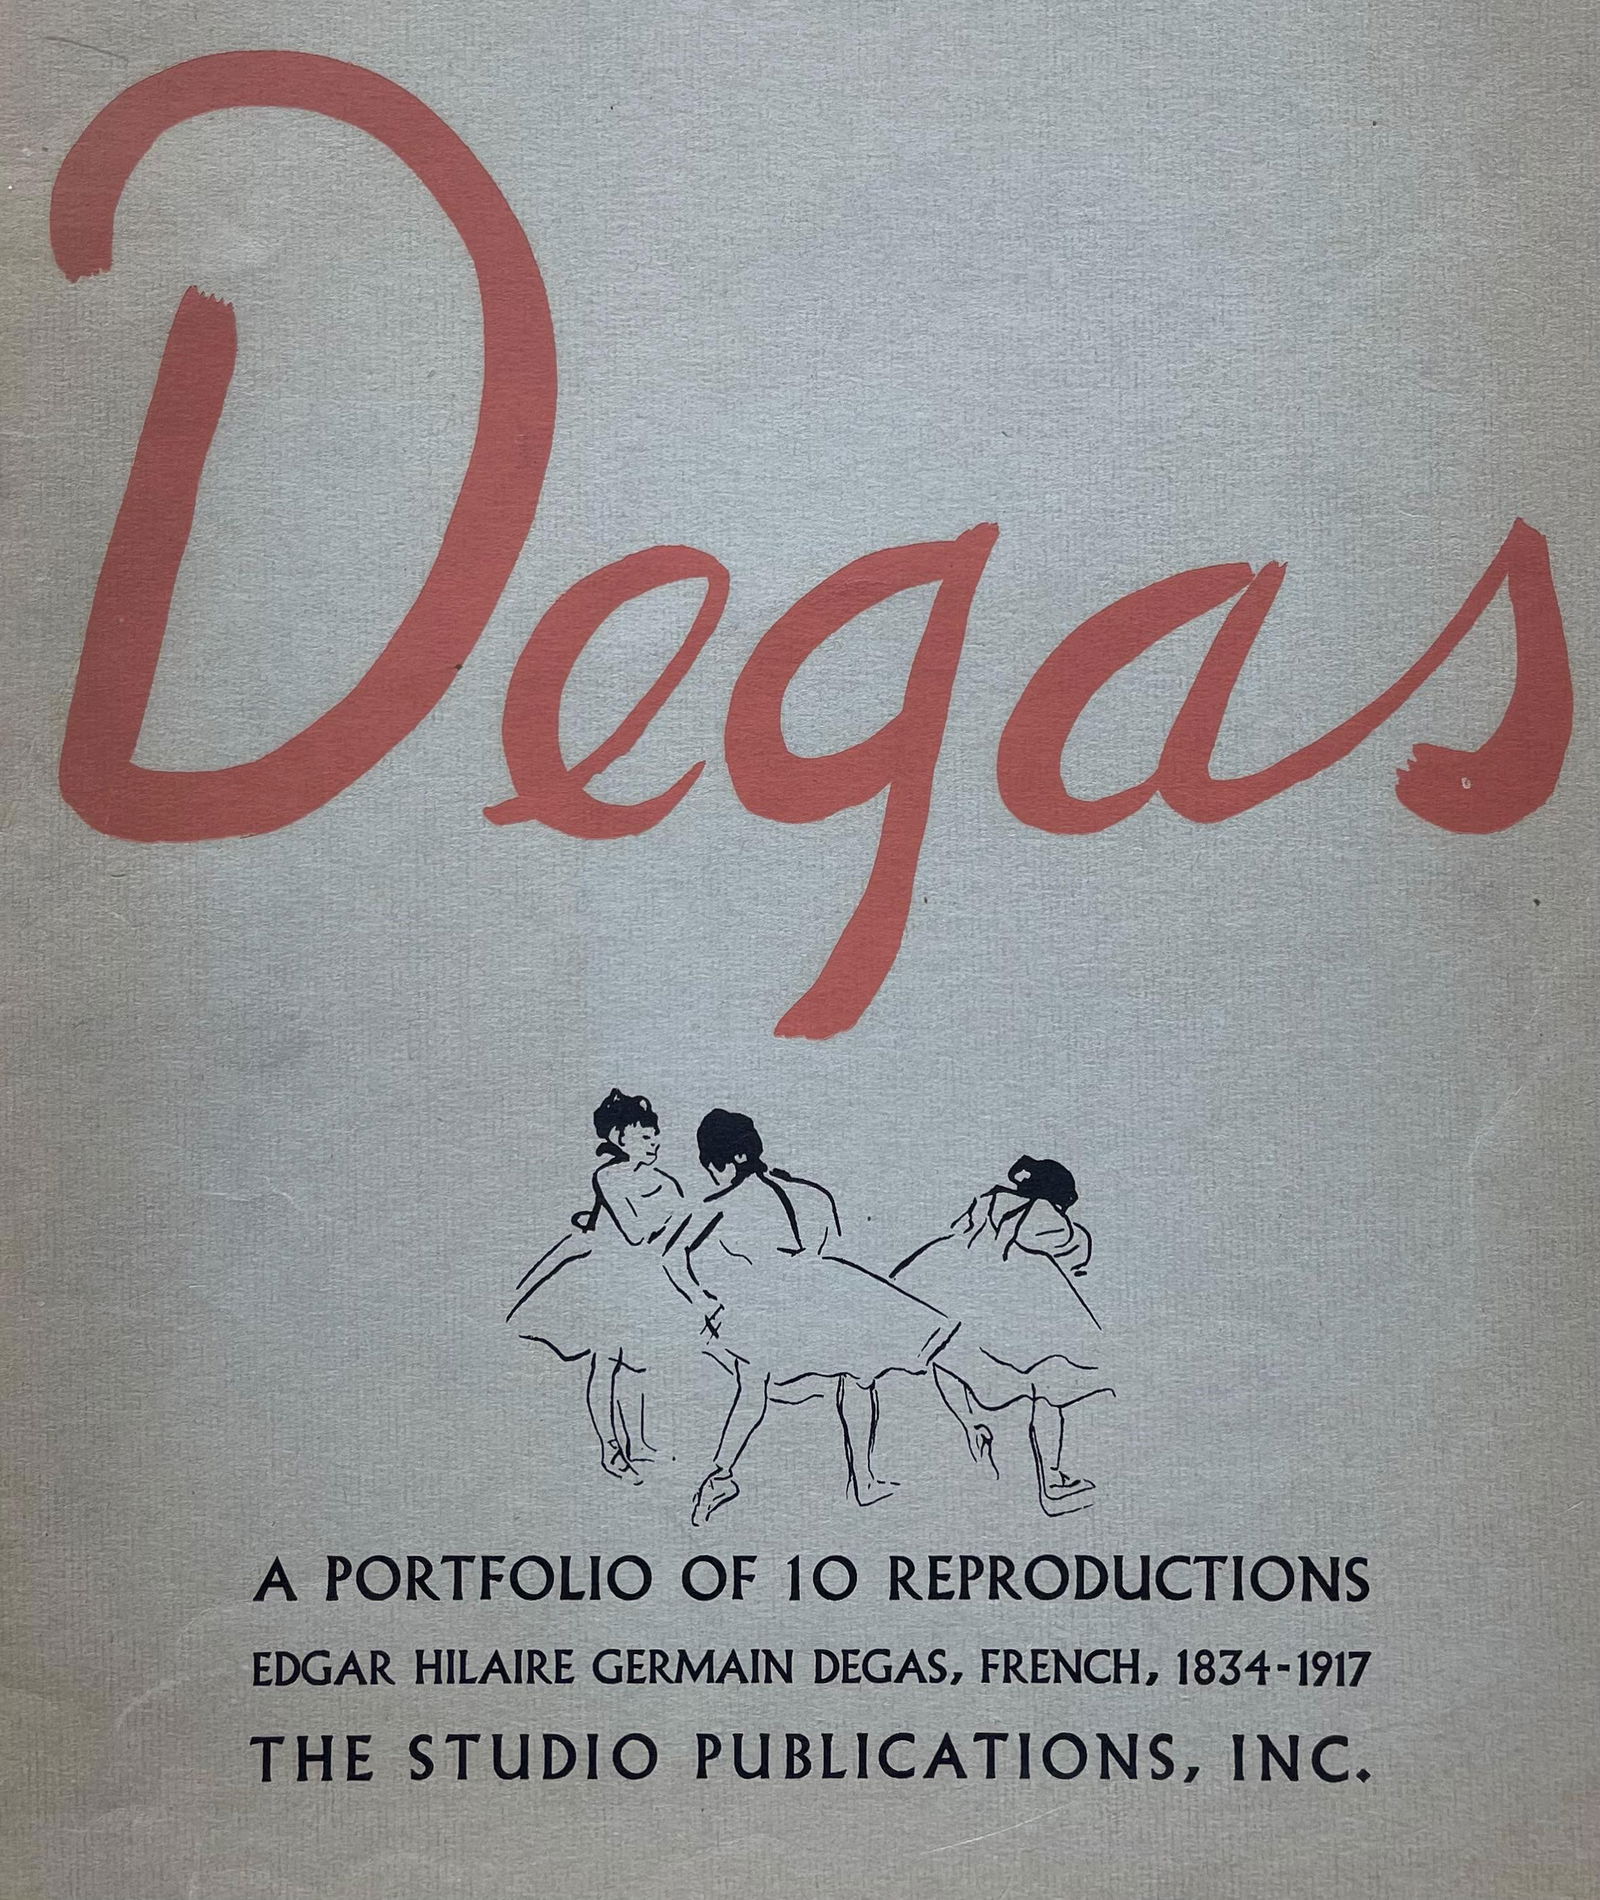 Degas
A PORTFOLIO OF 10 REPRODUCTIONS
EDGAR HILAIRE GERMAIN DEGAS, FRENCH, 1834-1917
THE STUDIO PUBLICATIONS, INC.